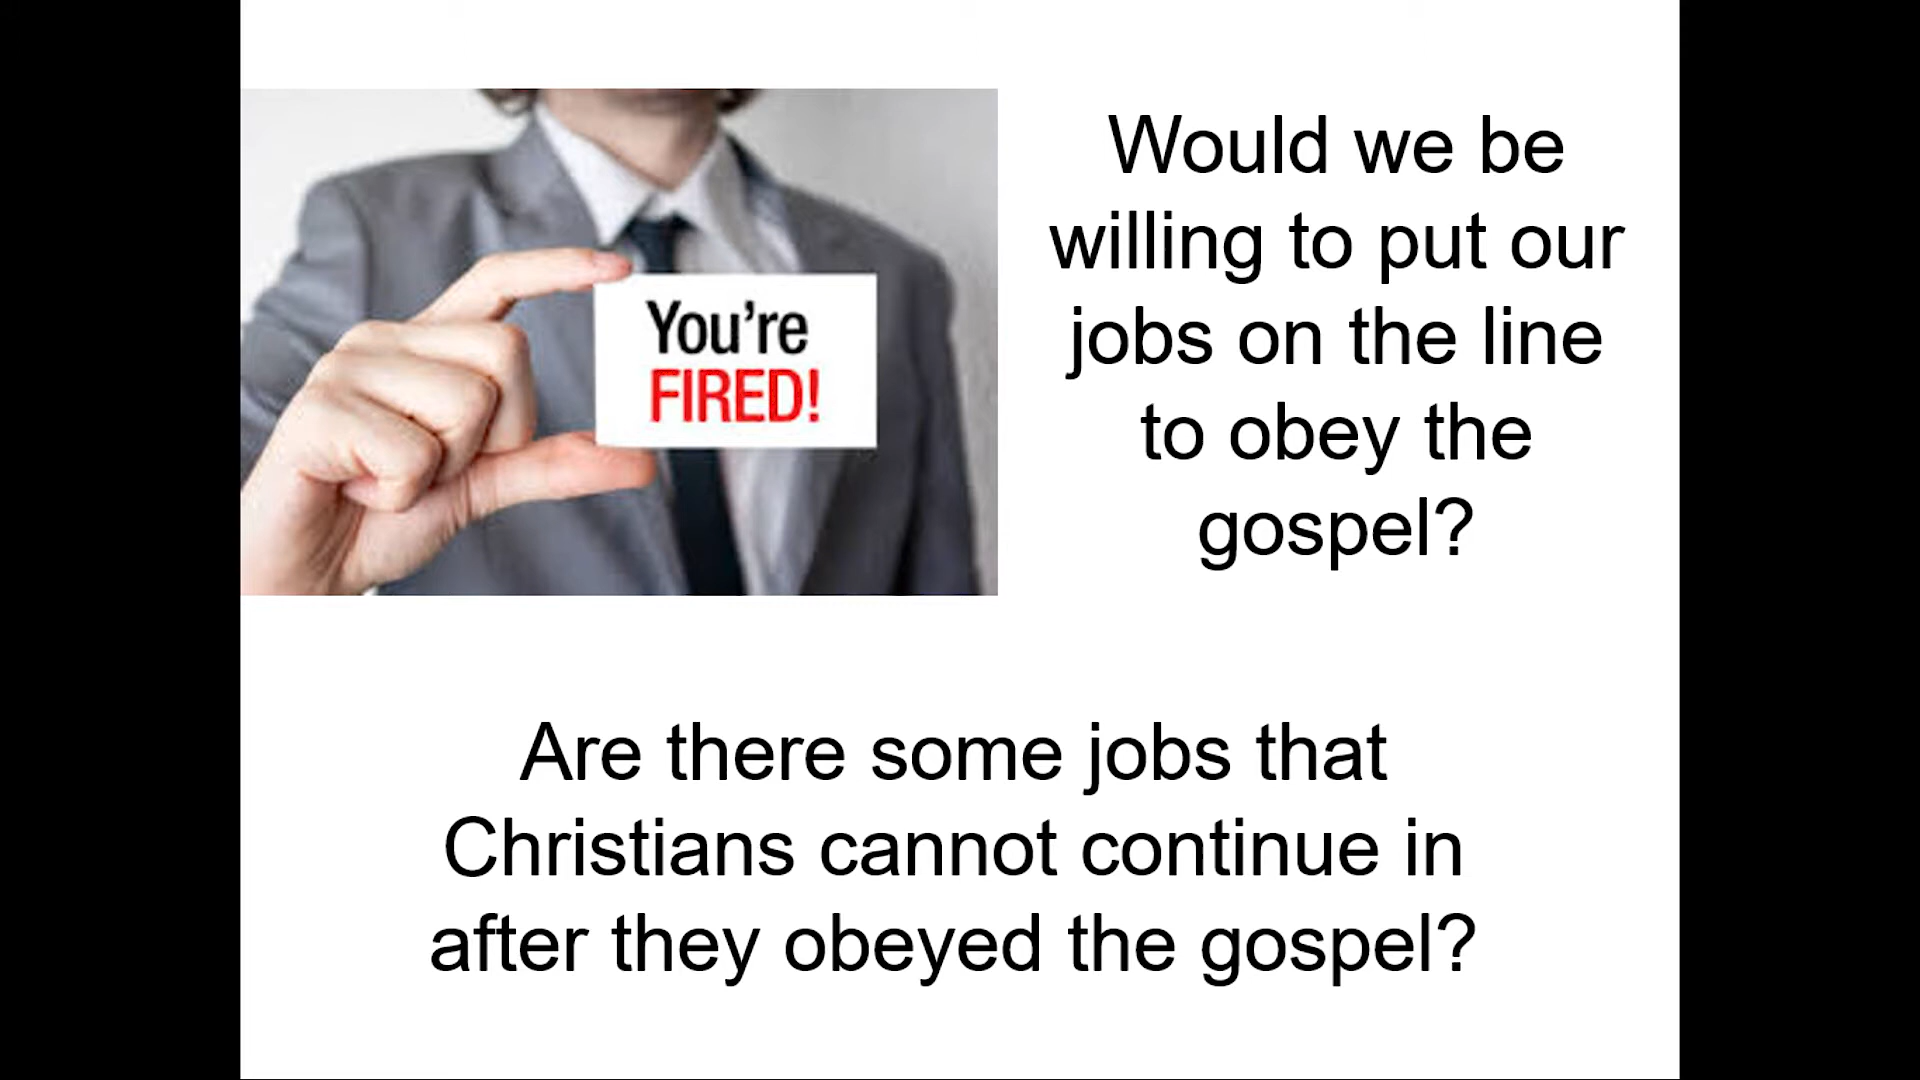 You're
FIRED!
Would we be
willing to put our
jobs on the line
to obey the
gospel?
Are there some jobs that
Christians cannot continue in
after they obeyed the gospel?